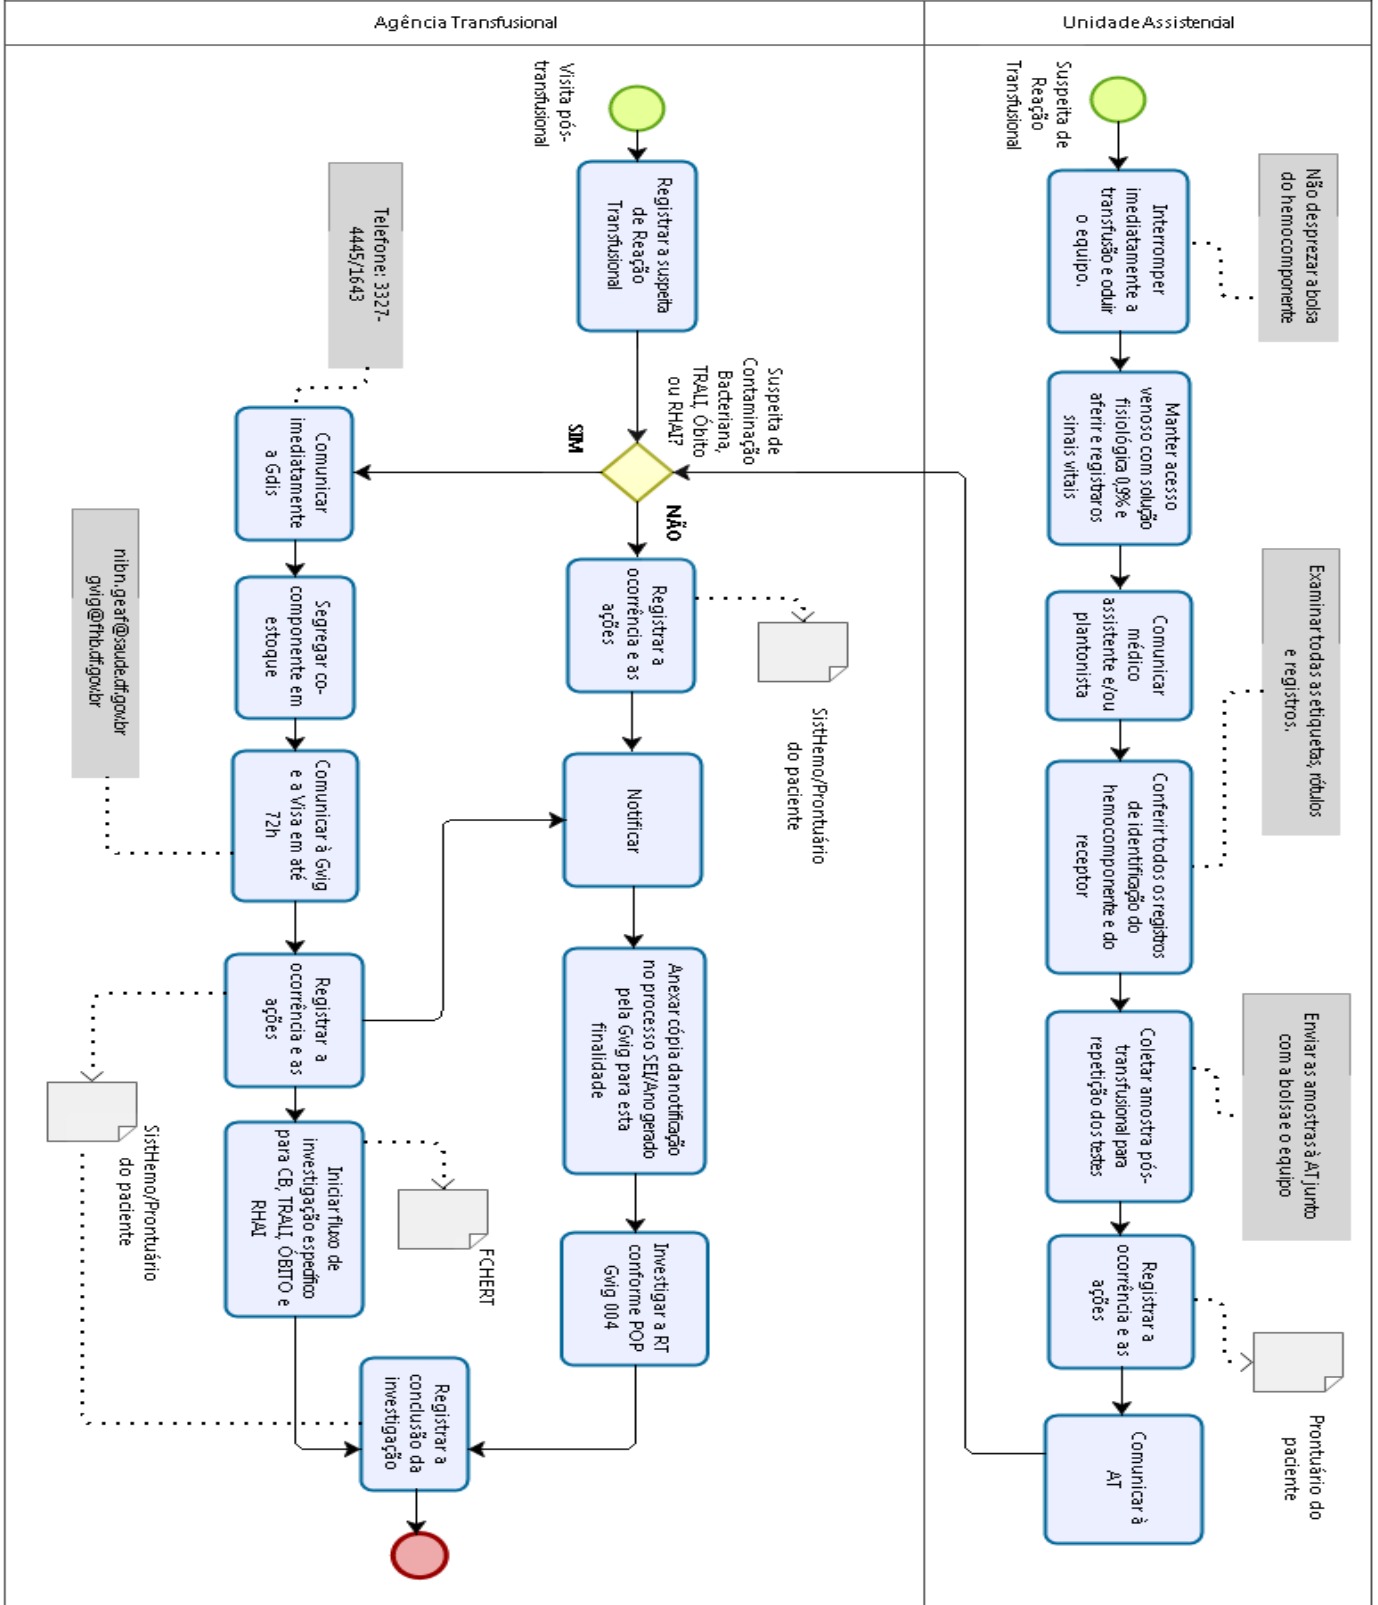 Unidade Assistencial
Suspeita de
Reação
Transfusional
Interromper
imediatamente a
transfusão e oduir
o equipo.
Não desprezar a bolsa
do hemocomponente
Manter acesso
venoso com solução
fisiológica 0,9% e
aferir e registrar os
sinais vitais
Comunicar
médico
assistente e/ou
plantonista
Conferir todos os registros
de identificação do
hemocomponente e do
receptor
Examinar todas as etiquetas, rótulos
e registros.
Coletar amostra pós-
transfusional para
repetição dos testes
Enviar as amostras à AT junto
com a bolsa e o equipo
Registrar a
ocorrência e as
ações
Prontuário do
paciente
Comunicar à
AT
Agência Transfusional
Visita pós-
transfusional
Registrar a suspeita
de Reação
Transfusional
Suspeita de
Contaminação
Bacteriana,
TRALI, Óbito
ou RHAI?
NÃO
SIM
Registrar a
ocorrência e as
ações
SistHemo/Prontuário
do paciente
Notificar
Anexar cópia da notificação
no processo SEI/Ano gerado
pela Gvig para esta
finalidade
Investigar a RT
conforme POP
Gvig 004
Telefone: 3327-
4445/1643
Comunicar
imediatamente
a Gdis
Segregar co-
componente em
estoque
Comunicar à Gvig
e a Visa em até
72h
nibn.geaf@saude.df.gov.br
gvig@fhb.df.gov.br
Registrar a
ocorrência e as
ações
SistHemo/Prontuário
do paciente
Iniciar fluxo de
investigação específico
para CB, TRALI, ÓBITO e
RHAI
FCHERT
Registrar a
conclusão da
investigação